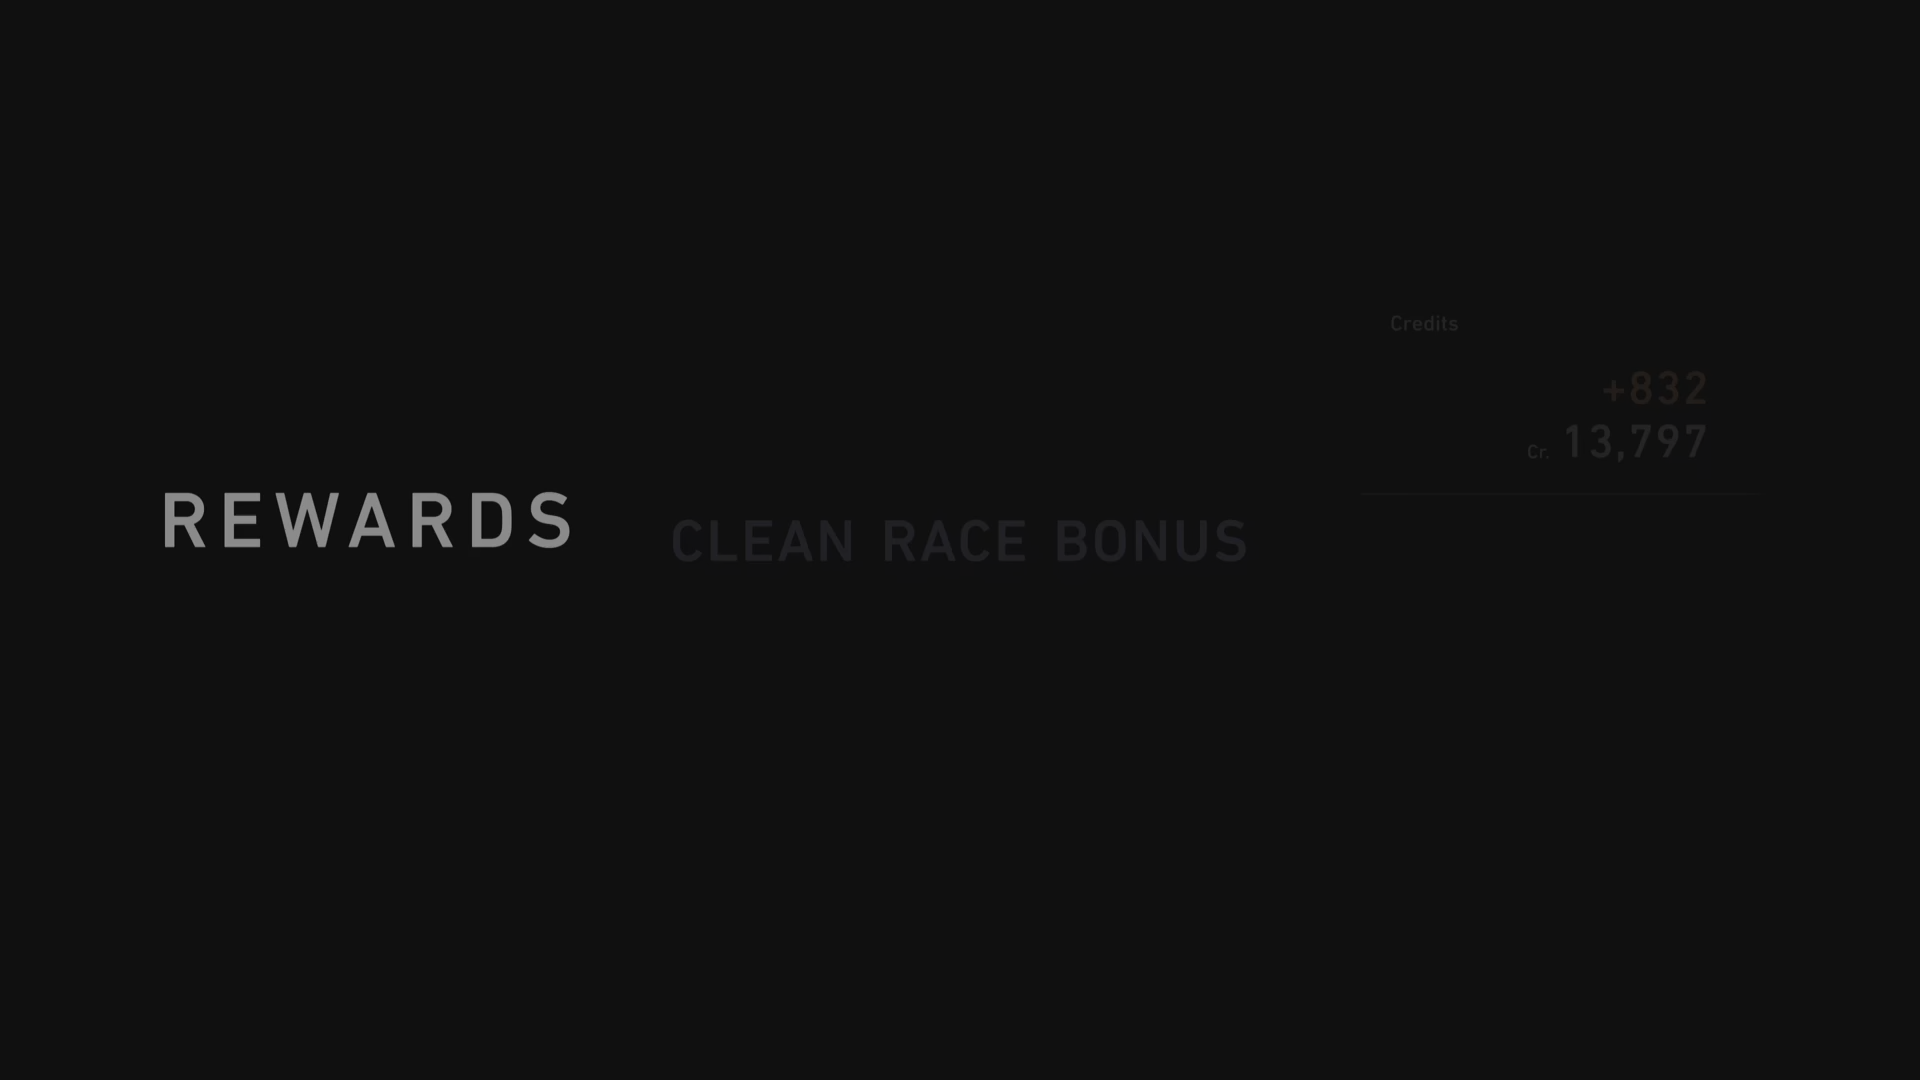 REWARDS
CLEAN RACE BONUS
Credits
+832
Cr. 13,797